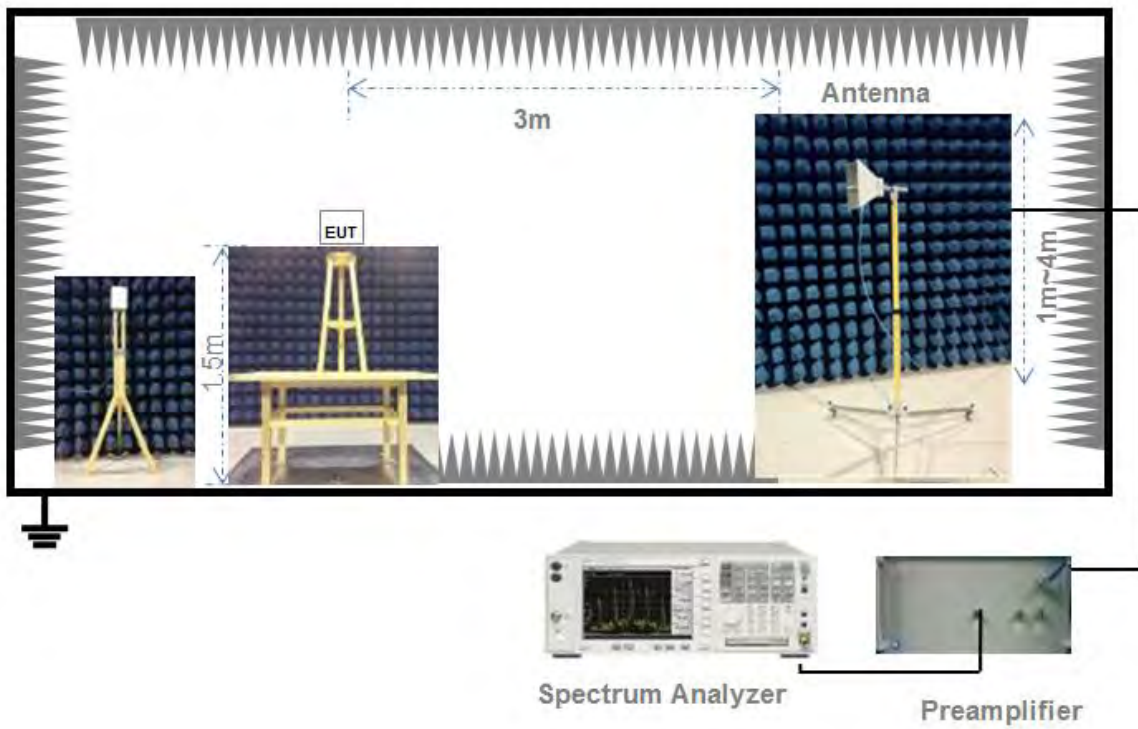 Antenna
3m
EUT
1.5m
1m~4m
Spectrum Analyzer
Preamplifier